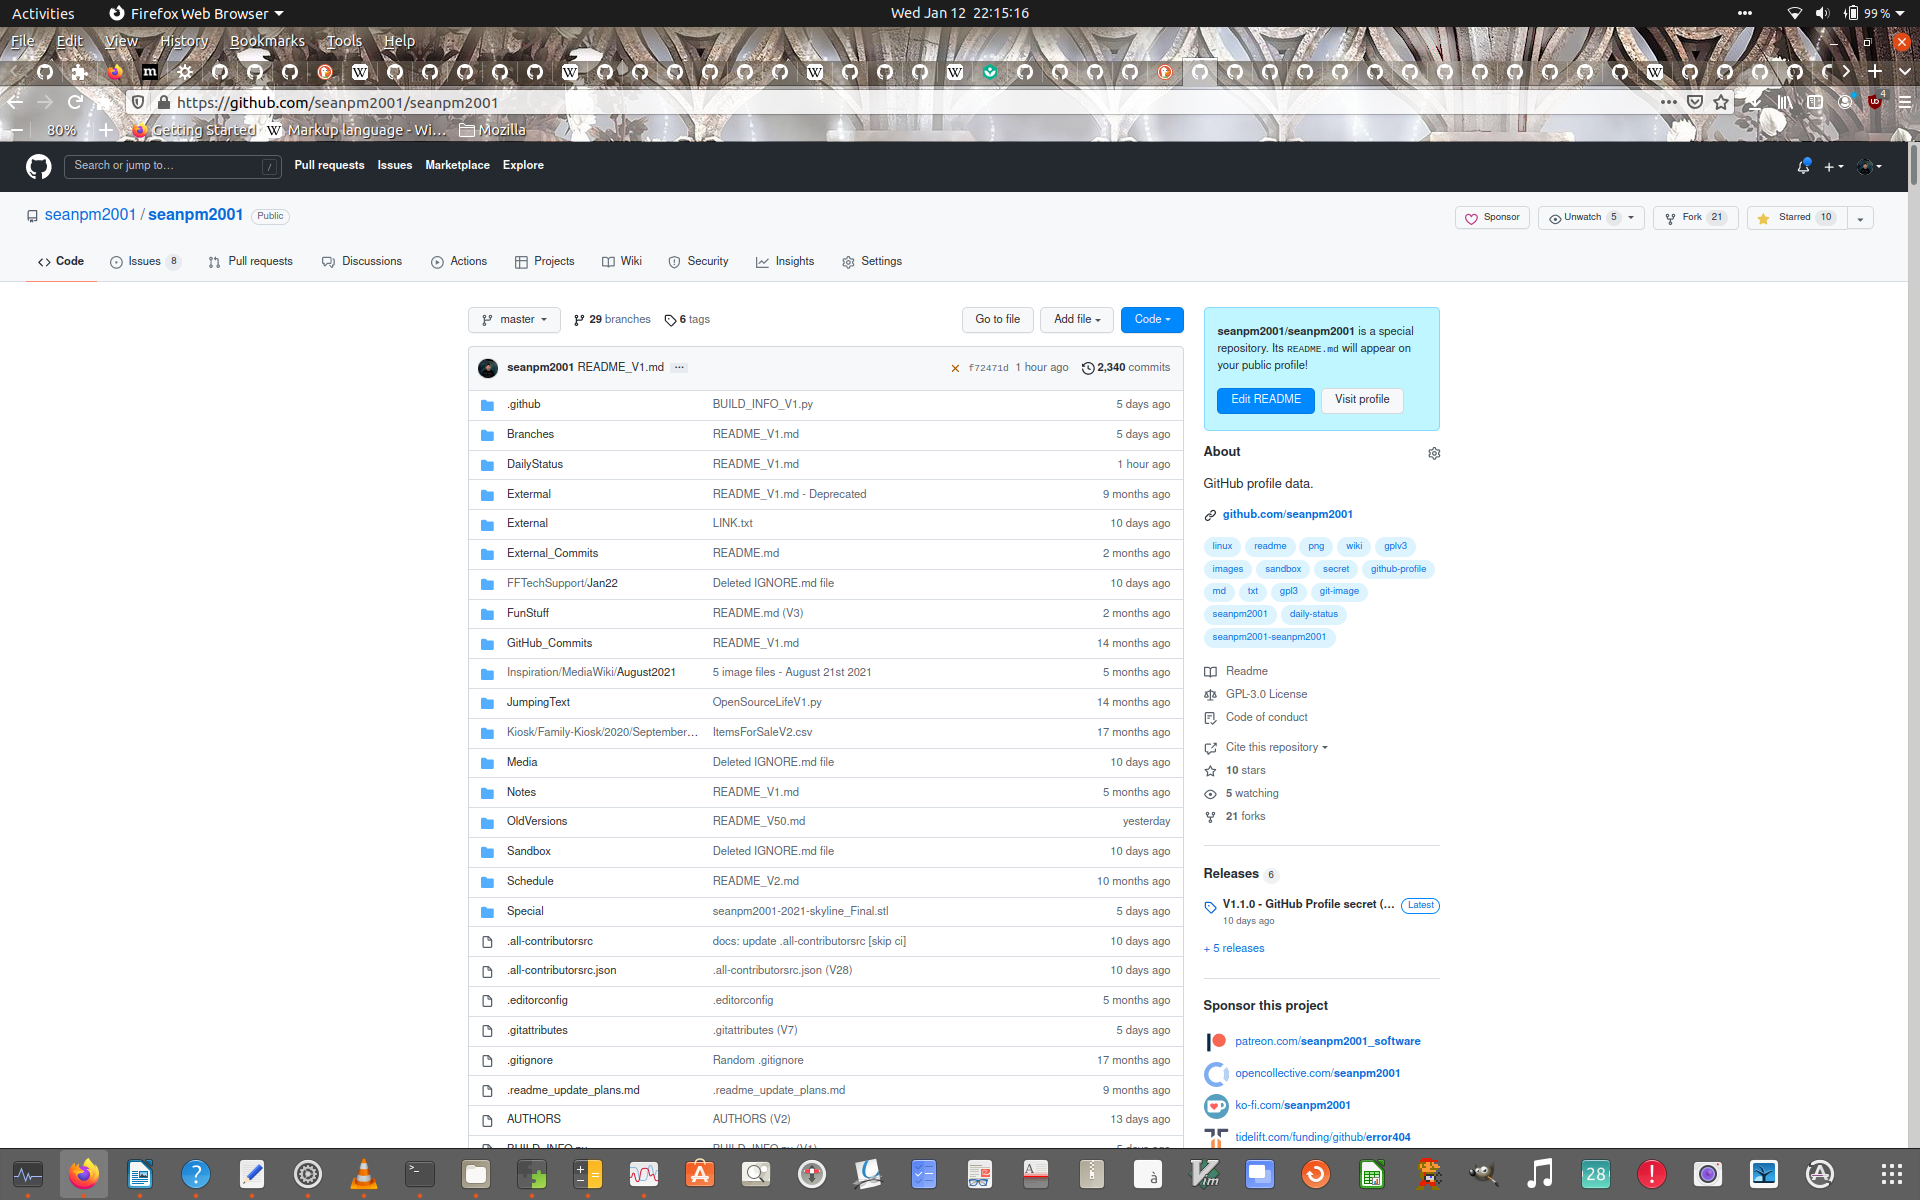 Activities
Firefox Web Browser
Wed Jan 12 22:15:16
99 %
File Edit View History Bookmarks Tools Help
https://github.com/seanpm2001/seanpm2001
4
80%
Getting Started
Markup language - Wi…
Mozilla
Search or jump to…
/
Pull requests Issues Marketplace Explore
seanpm2001 / seanpm2001 Public
Sponsor
Unwatch 5
Fork 21
Starred 10
Code
Issues 8
Pull requests
Discussions
Actions
Projects
Wiki
Security
Insights
Settings
master
29 branches
6 tags
Go to file
Add file
Code
seanpm2001 README_V1.md ...
f72471d 1 hour ago
2,340 commits
.github BUILD_INFO_V1.py 5 days ago
Branches README_V1.md 5 days ago
DailyStatus README_V1.md 1 hour ago
Extermal README_V1.md - Deprecated 9 months ago
External LINK.txt 10 days ago
External_Commits README.md 2 months ago
FFTechSupport/Jan22 Deleted IGNORE.md file 10 days ago
FunStuff README.md (V3) 2 months ago
GitHub_Commits README_V1.md 14 months ago
Inspiration/MediaWiki/August2021 5 image files - August 21st 2021 5 months ago
JumpingText OpenSourceLifeV1.py 14 months ago
Kiosk/Family-Kiosk/2020/September… ItemsForSaleV2.csv 17 months ago
Media Deleted IGNORE.md file 10 days ago
Notes README_V1.md 5 months ago
OldVersions README_V50.md yesterday
Sandbox Deleted IGNORE.md file 10 days ago
Schedule README_V2.md 10 months ago
Special seanpm2001-2021-skyline_Final.stl 5 days ago
.all-contributorsrc docs: update .all-contributorsrc [skip ci] 10 days ago
.all-contributorsrc.json .all-contributorsrc.json (V28) 10 days ago
.editorconfig .editorconfig 5 months ago
.gitattributes .gitattributes (V7) 5 days ago
.gitignore Random .gitignore 17 months ago
.readme_update_plans.md .readme_update_plans.md 9 months ago
AUTHORS AUTHORS (V2) 13 days ago
BUILD_INFO.py BUILD_INFO.py (V1) 5 days ago
seanpm2001/seanpm2001 is a special
repository. Its README.md will appear on
your public profile!
Edit README
Visit profile
About
GitHub profile data.
github.com/seanpm2001
linux readme png wiki gplv3
images sandbox secret github-profile
md txt gpl3 git-image
seanpm2001 daily-status
seanpm2001-seanpm2001
Readme
GPL-3.0 License
Code of conduct
Cite this repository
10 stars
5 watching
21 forks
Releases 6
V1.1.0 - GitHub Profile secret (… Latest
10 days ago
+ 5 releases
Sponsor this project
patreon.com/seanpm2001_software
opencollective.com/seanpm2001
ko-fi.com/seanpm2001
tidelift.com/funding/github/error404
28